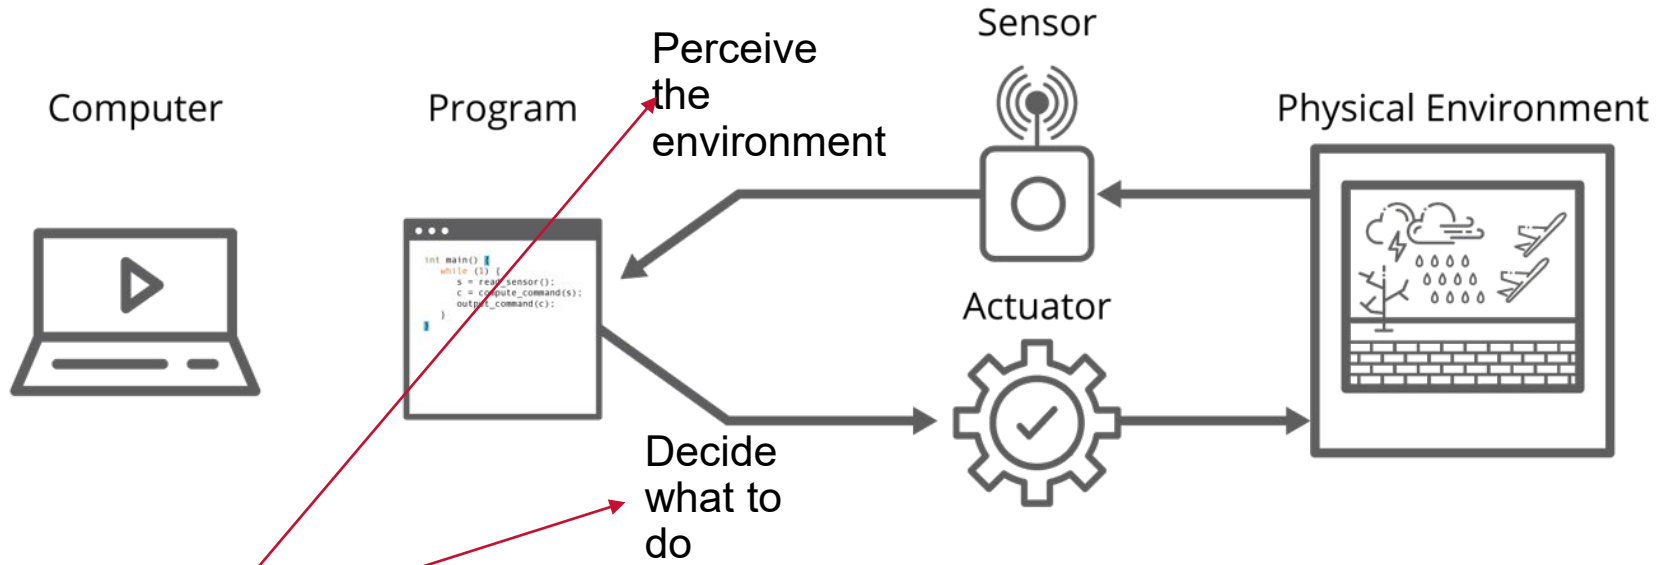 Sensor
Perceive
the
environment
Computer
Program
Physical Environment
int main() {
while (1) {
s = read_sensor();
c = compute_command(s);
output_command(c);
}
}
Actuator
Decide
what to
do